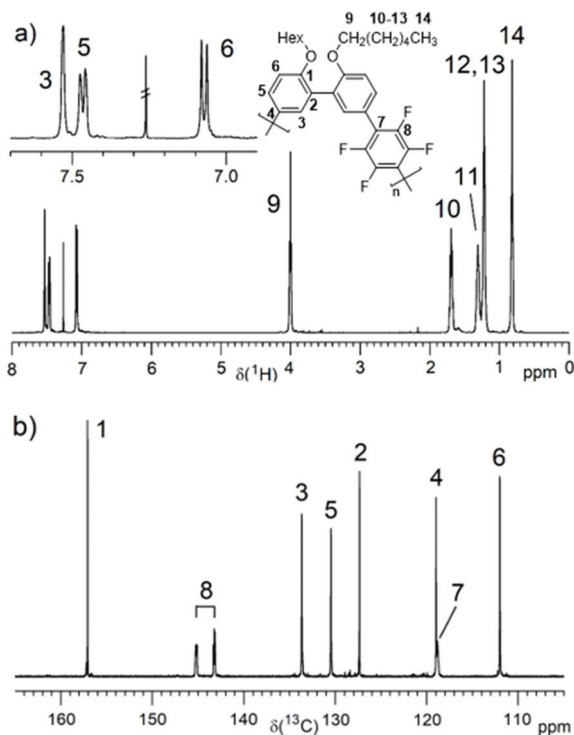 a)
3
5
6
7.5
7.0
Hex
O
O
9 10-13 14
CH2(CH2)4CH3
6
1
5
2
4
3
7
8
F
F
F
F
n
9
10
11
12,13
14
8 7 6 5 4 3 2 1 0
δ(¹H)
ppm
b)
1
8
3
5
2
4
7
6
160 150 140 130 120 110
δ(¹³C)
ppm